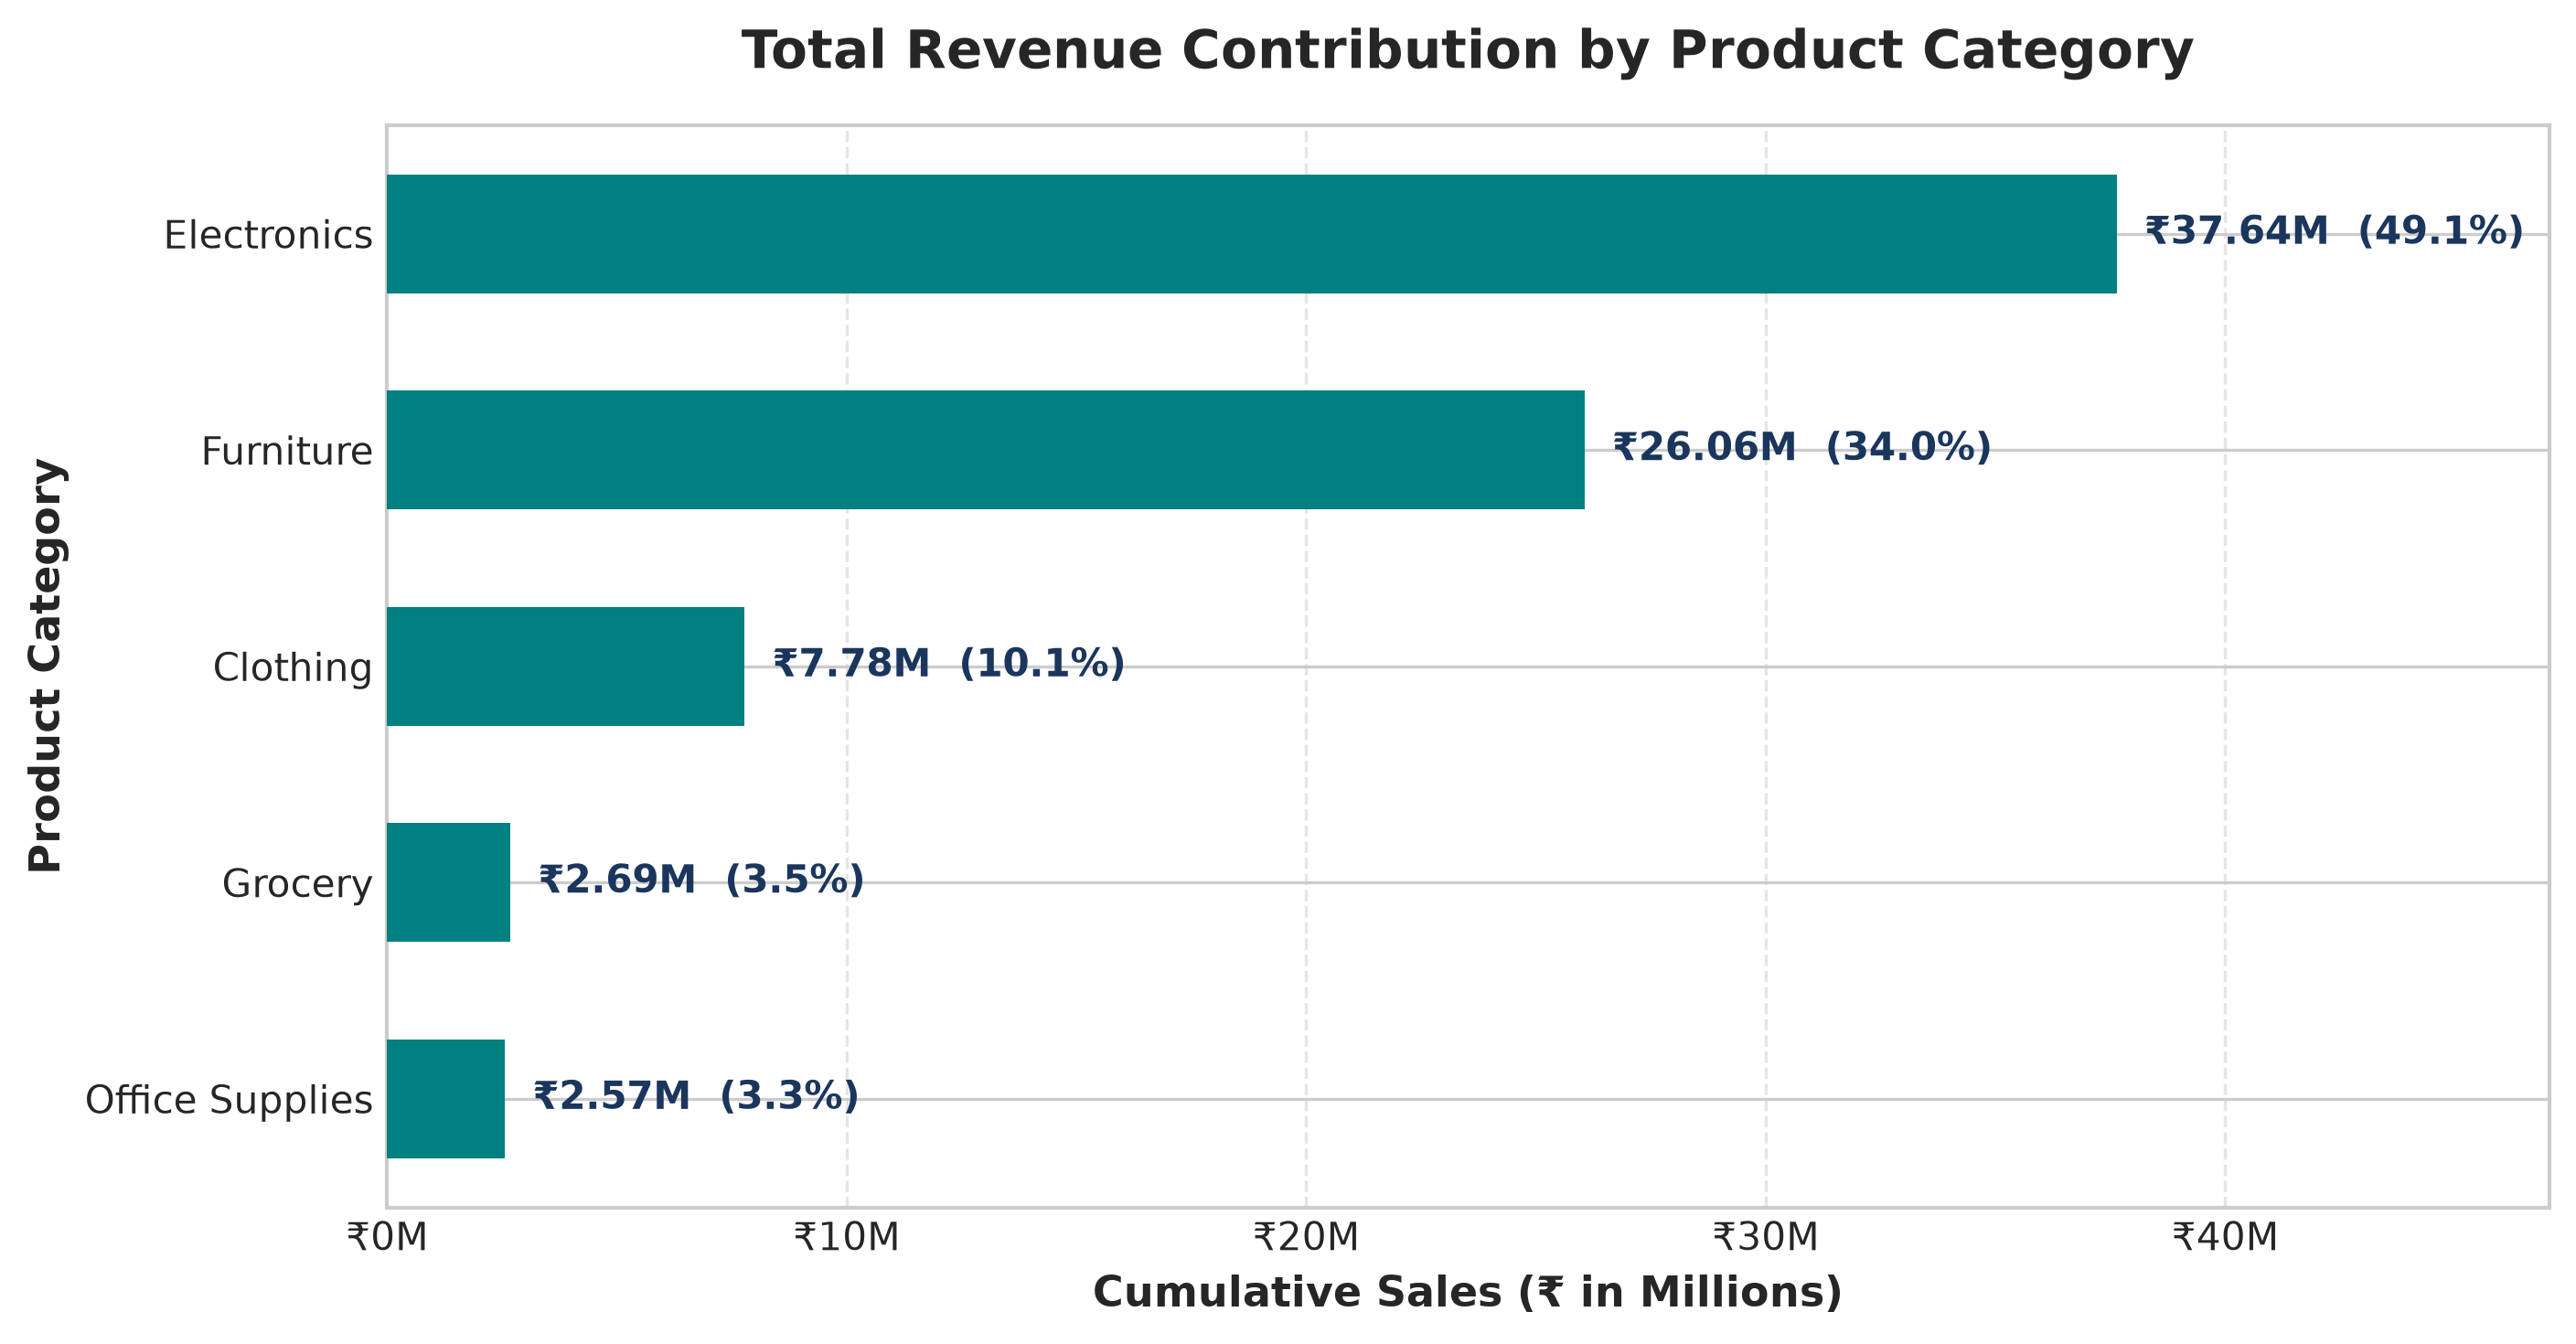 Total Revenue Contribution by Product Category
Product Category
Electronics
₹37.64M (49.1%)
Furniture
₹26.06M (34.0%)
Clothing
₹7.78M (10.1%)
Grocery
₹2.69M (3.5%)
Office Supplies
₹2.57M (3.3%)
₹0M ₹10M ₹20M ₹30M ₹40M
Cumulative Sales (₹ in Millions)